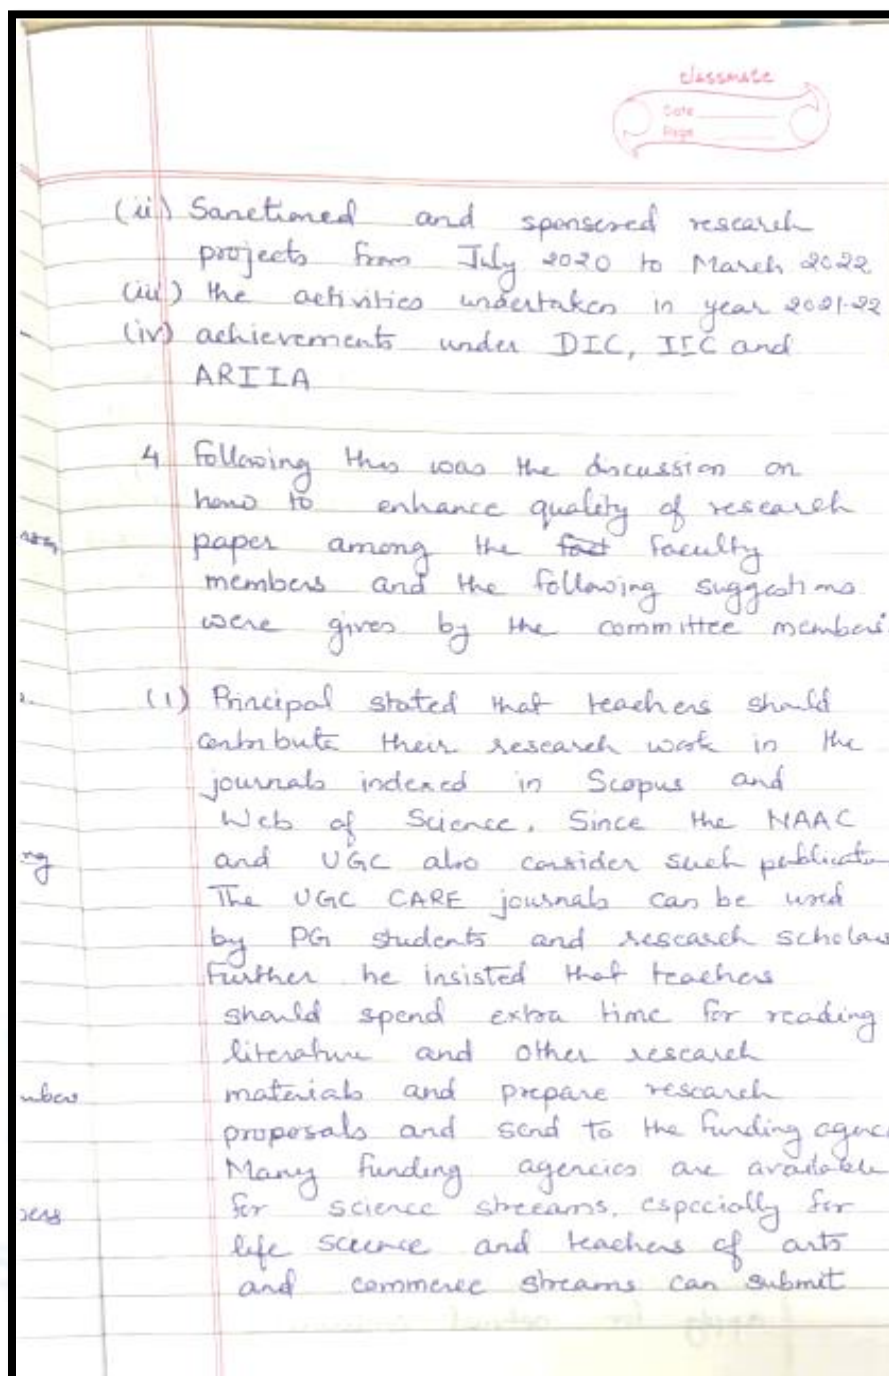 classmate
Date
Page
(ii) Sanctioned and sponsered research
projects from July 2020 to March 2022
(iii) the activities undertaken in year 2021-22
(iv) achievements under DIC, IIC and
ARIIA
4 Following this was the discussion on
how to enhance quality of research
paper among the faculty
members and the following suggestions
were given by the committee members.
(1) Principal stated that teachers should
contribute their research work in the
journals indexed in Scopus and
Web of Science. Since the NAAC
and UGC also consider such publicatio
The UGC CARE journals can be used
by PG students and research scholars
Further he insisted that teachers
should spend extra time for reading
literature and other research
materials and prepare research
proposals and send to the funding agenc
Many funding agencies are available
for science streams, especially for
life science and teachers of arts
and commerce streams can submit